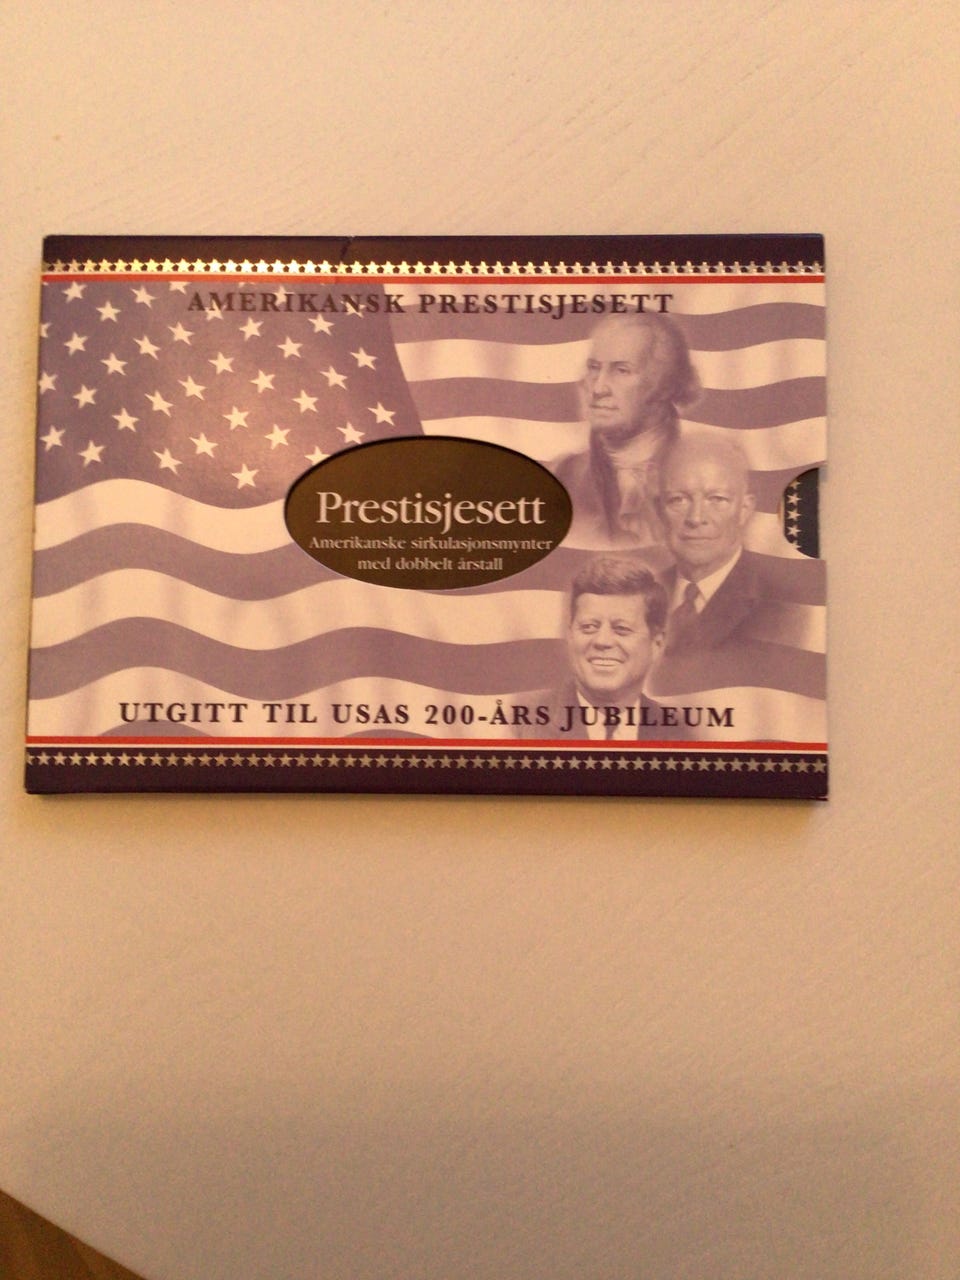 AMERIKANSK PRESTISJESETT
Prestisjesett
Amerikanske sirkulasjonsmynter
med dobbelt årstall
UTGITT TIL USAS 200-ÅRS JUBILEUM